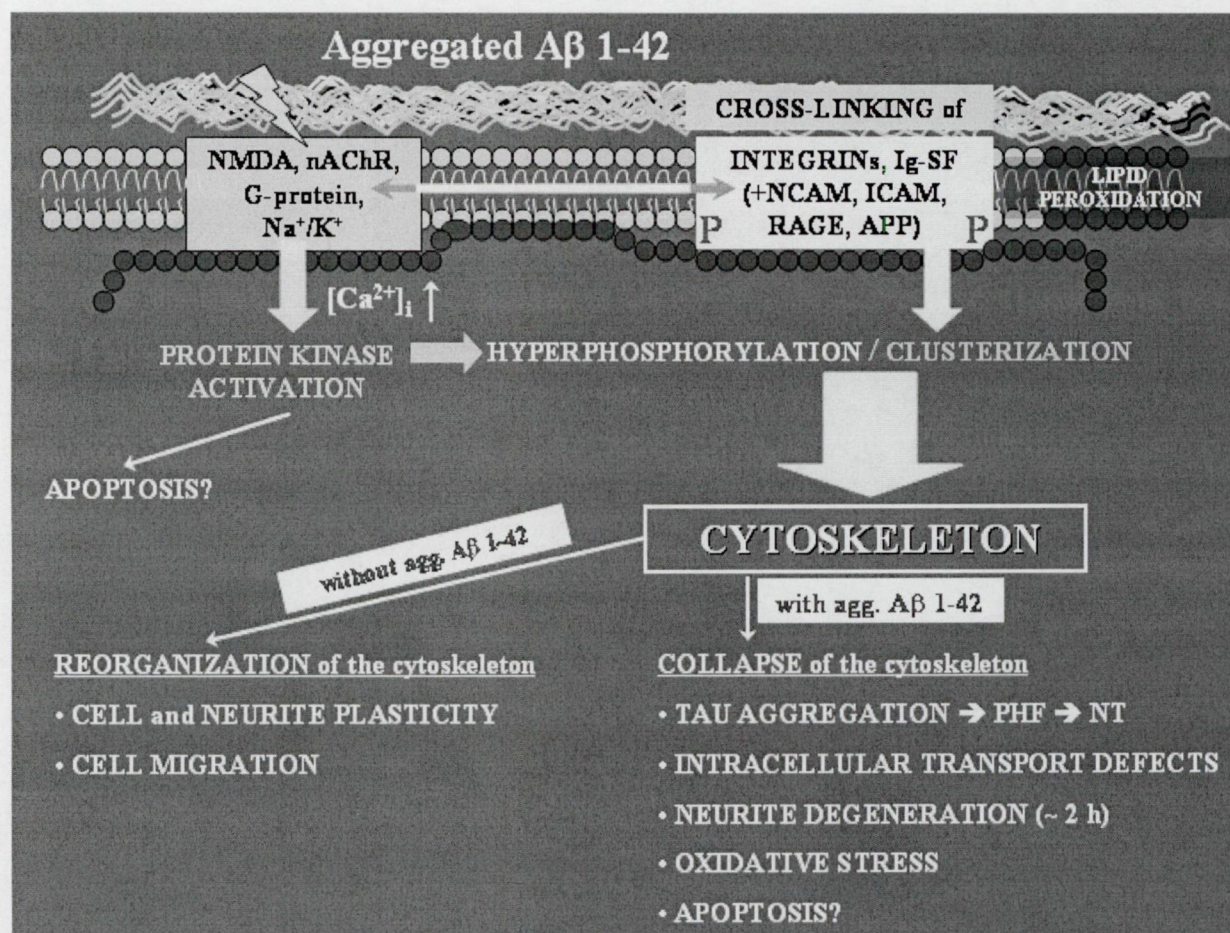 Aggregated Aβ 1-42
CROSS-LINKING of
NMDA, nAChR,
G-protein,
Na⁺/K⁺
INTEGRINs, Ig-SF
(+NCAM, ICAM,
RAGE, APP)
P
P
LIPID
PEROXIDATION
[Ca²⁺]ᵢ ↑
PROTEIN KINASE
ACTIVATION
HYPERPHOSPHORYLATION / CLUSTERIZATION
APOPTOSIS?
CYTOSKELETON
without agg. Aβ 1-42
with agg. Aβ 1-42
REORGANIZATION of the cytoskeleton
• CELL and NEURITE PLASTICITY
• CELL MIGRATION
COLLAPSE of the cytoskeleton
• TAU AGGREGATION ➔ PHF ➔ NT
• INTRACELLULAR TRANSPORT DEFECTS
• NEURITE DEGENERATION (~ 2 h)
• OXIDATIVE STRESS
• APOPTOSIS?